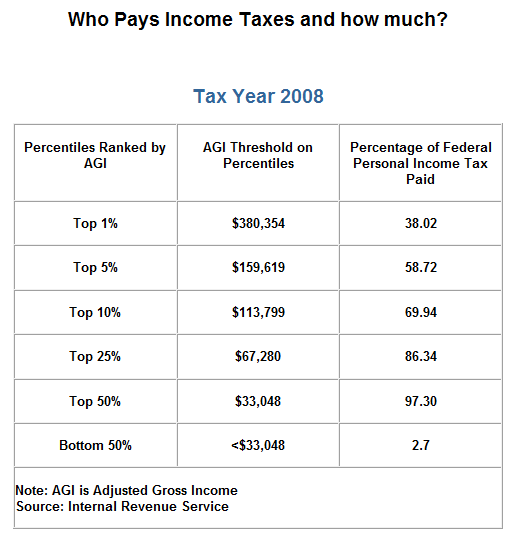 Who Pays Income Taxes and how much?
Tax Year 2008
Percentiles Ranked by
AGI
AGI Threshold on
Percentiles
Percentage of Federal
Personal Income Tax
Paid
Top 1%
$380,354
38.02
Top 5%
$159,619
58.72
Top 10%
$113,799
69.94
Top 25%
$67,280
86.34
Top 50%
$33,048
97.30
Bottom 50%
<$33,048
2.7
Note: AGI is Adjusted Gross Income
Source: Internal Revenue Service